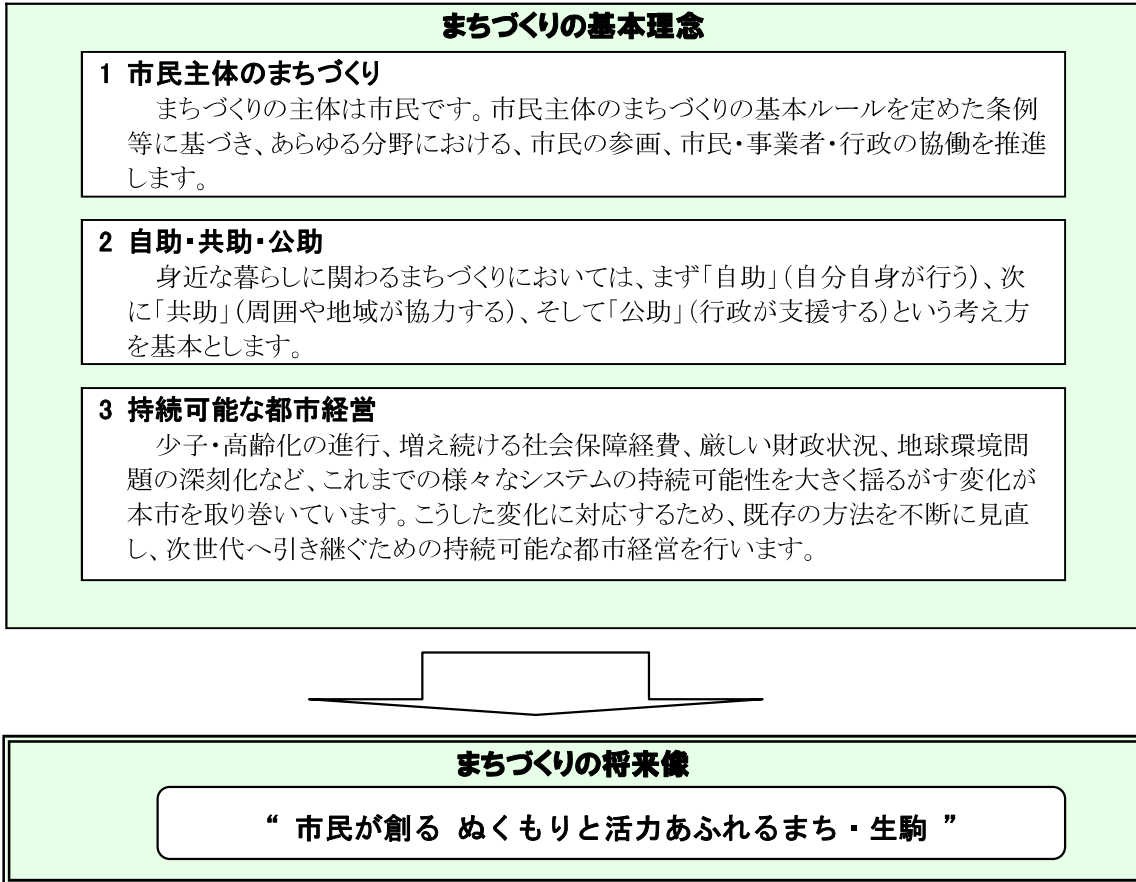 まちづくりの基本理念
1 市民主体のまちづくり
まちづくりの主体は市民です。市民主体のまちづくりの基本ルールを定めた条例
等に基づき、あらゆる分野における、市民の参画、市民・事業者・行政の協働を推進
します。
2 自助・共助・公助
身近な暮らしに関わるまちづくりにおいては、まず「自助」(自分自身が行う)、次
に「共助」(周囲や地域が協力する)、そして「公助」(行政が支援する)という考え方
を基本とします。
3 持続可能な都市経営
少子・高齢化の進行、増え続ける社会保障経費、厳しい財政状況、地球環境問
題の深刻化など、これまでの様々なシステムの持続可能性を大きく揺るがす変化が
本市を取り巻いています。こうした変化に対応するため、既存の方法を不断に見直
し、次世代へ引き継ぐための持続可能な都市経営を行います。
まちづくりの将来像
“ 市民が創る ぬくもりと活力あふれるまち・生駒 ”